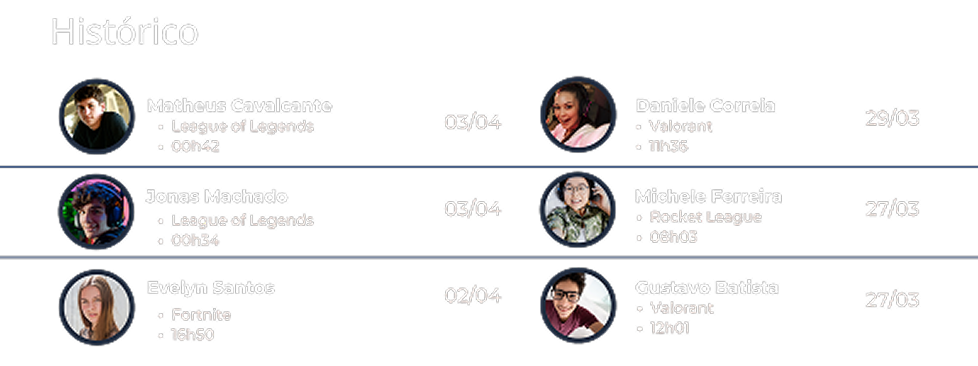 Histórico
Matheus Cavalcante
• League of Legends
• 00h42
03/04
Jonas Machado
• League of Legends
• 00h34
03/04
Evelyn Santos
• Fortnite
• 16h50
02/04
Daniele Correia
• Valorant
• 11h36
29/03
Michele Ferreira
• Rocket League
• 08h03
27/03
Gustavo Batista
• Valorant
• 12h01
27/03